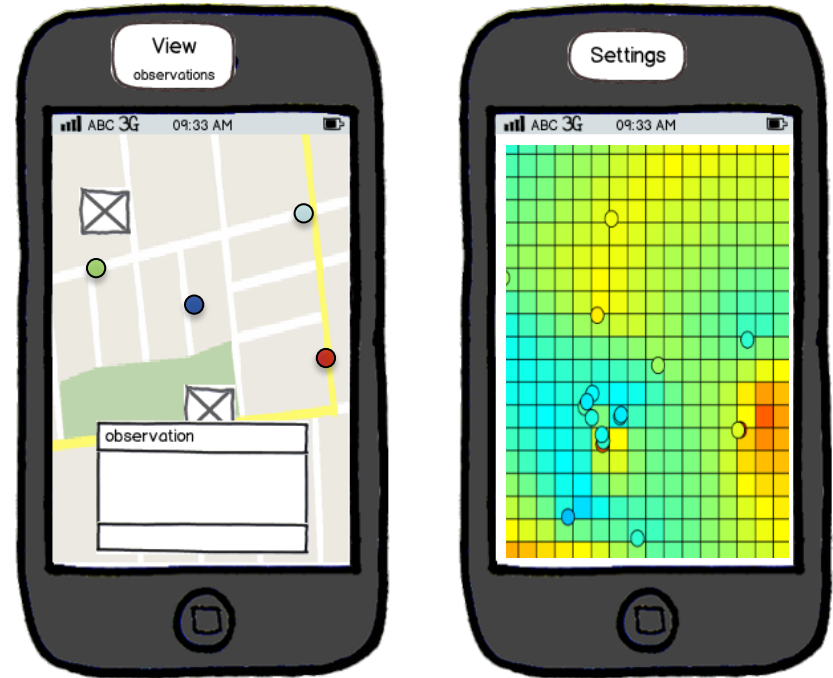 View
observations
ABC 3G 09:33 AM
observation
Settings
ABC 3G 09:33 AM